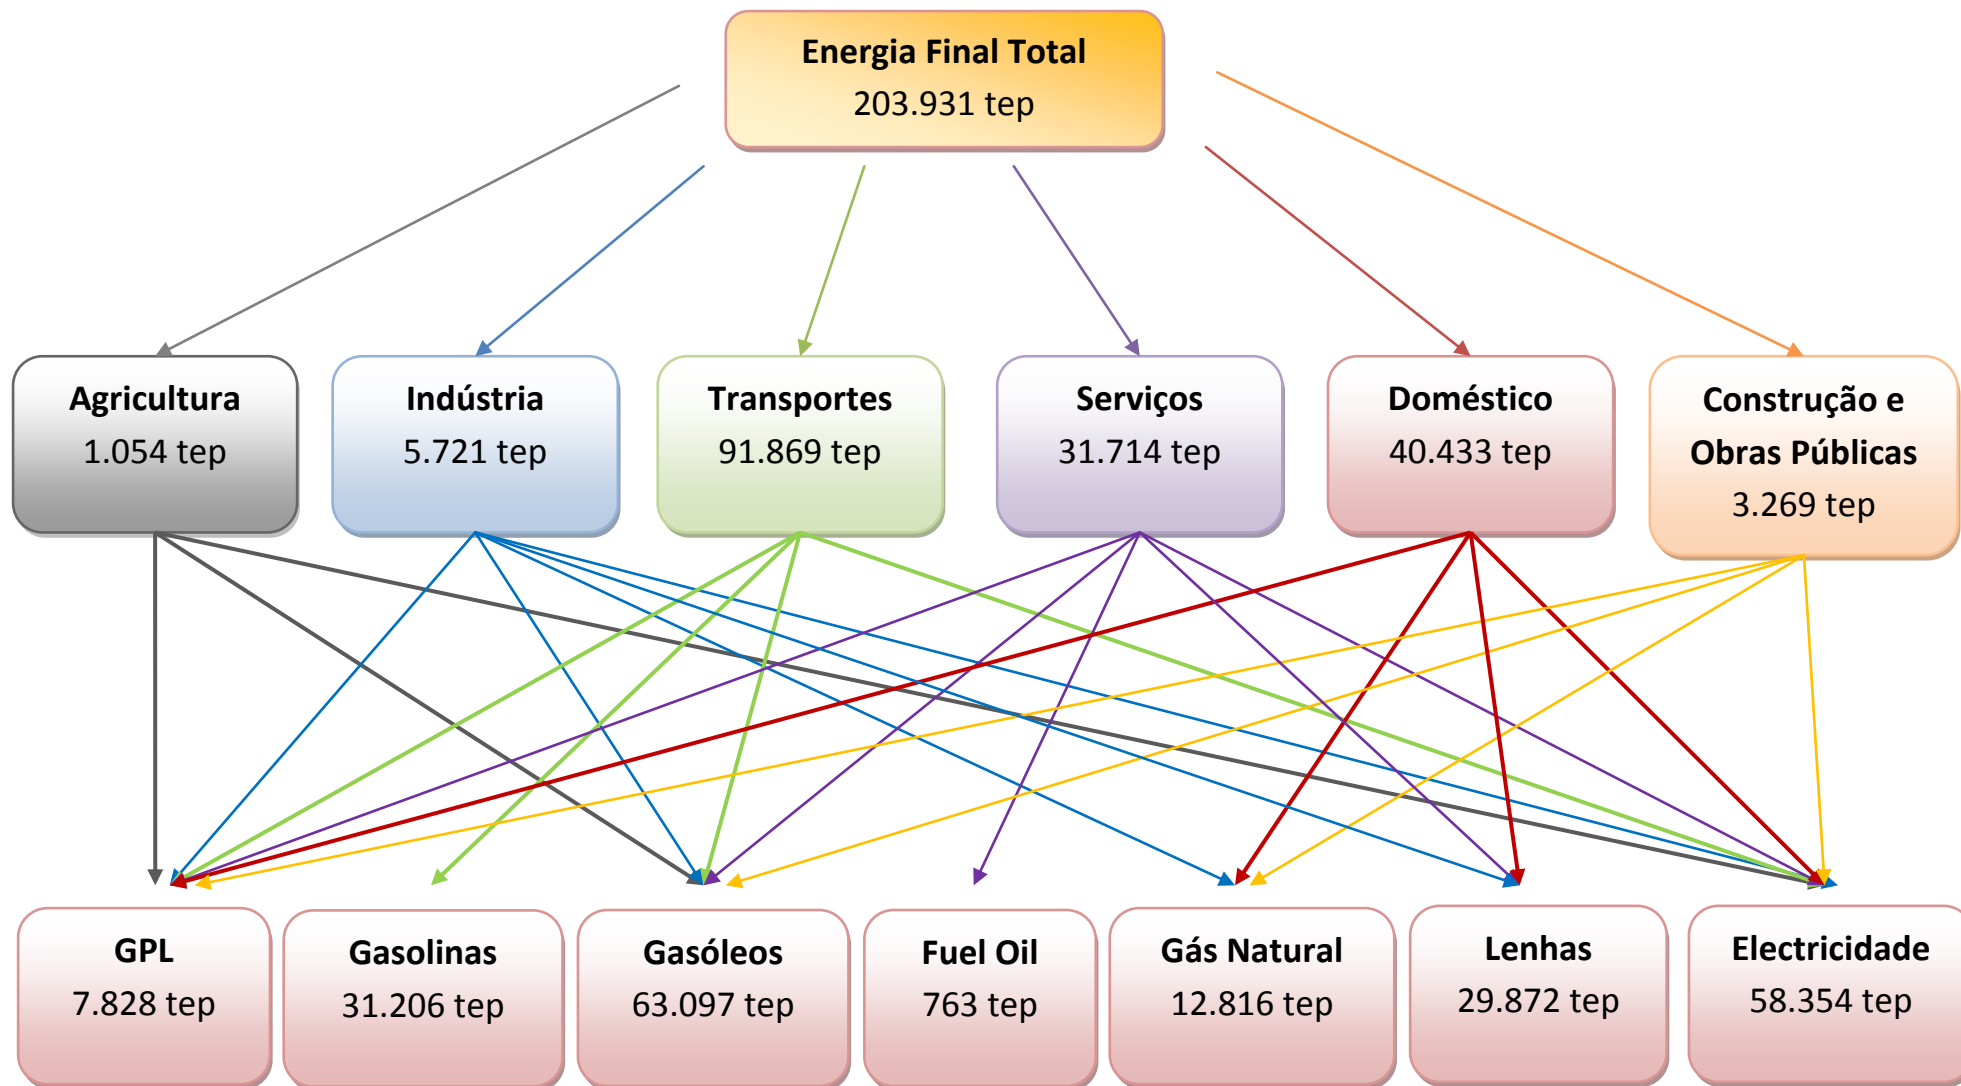 Energia Final Total
203.931 tep
Agricultura
1.054 tep
Indústria
5.721 tep
Transportes
91.869 tep
Serviços
31.714 tep
Doméstico
40.433 tep
Construção e
Obras Públicas
3.269 tep
GPL
7.828 tep
Gasolinas
31.206 tep
Gasóleos
63.097 tep
Fuel Oil
763 tep
Gás Natural
12.816 tep
Lenhas
29.872 tep
Electricidade
58.354 tep